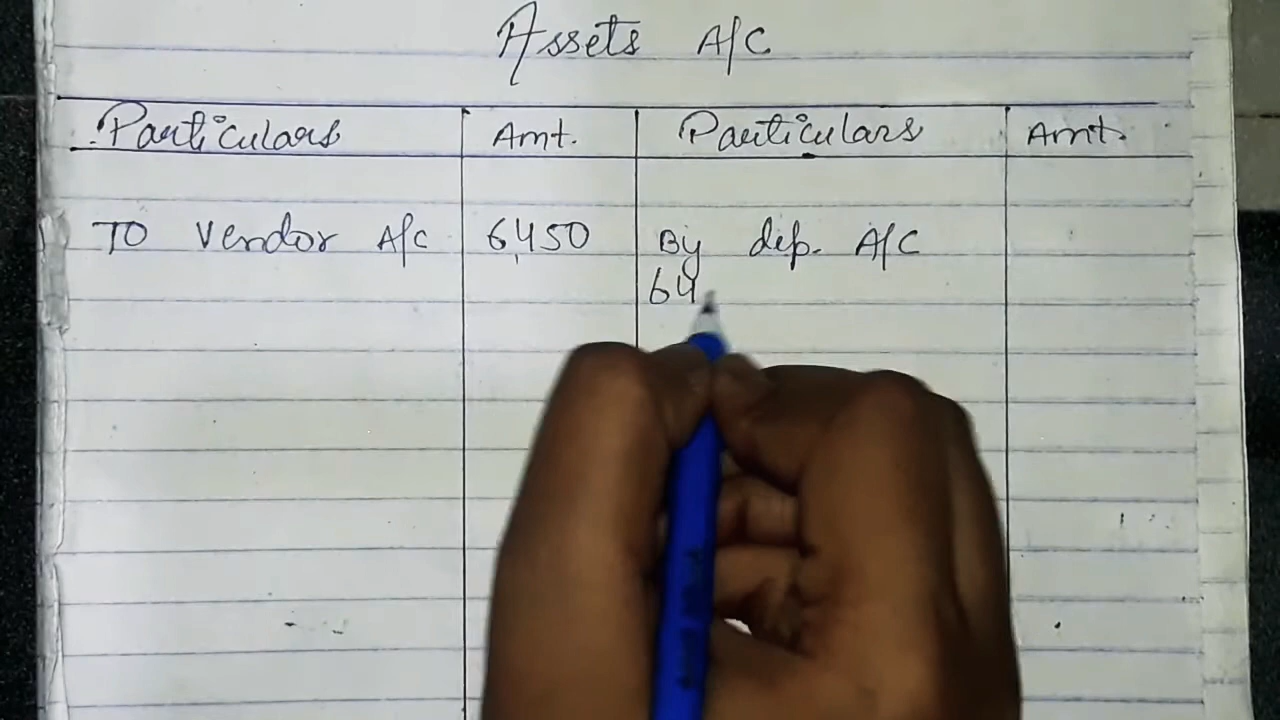 Assets A/C
Particulars Amt. Particulars Amt.
TO Vendor A/C 6,450 By dep. A/C
64